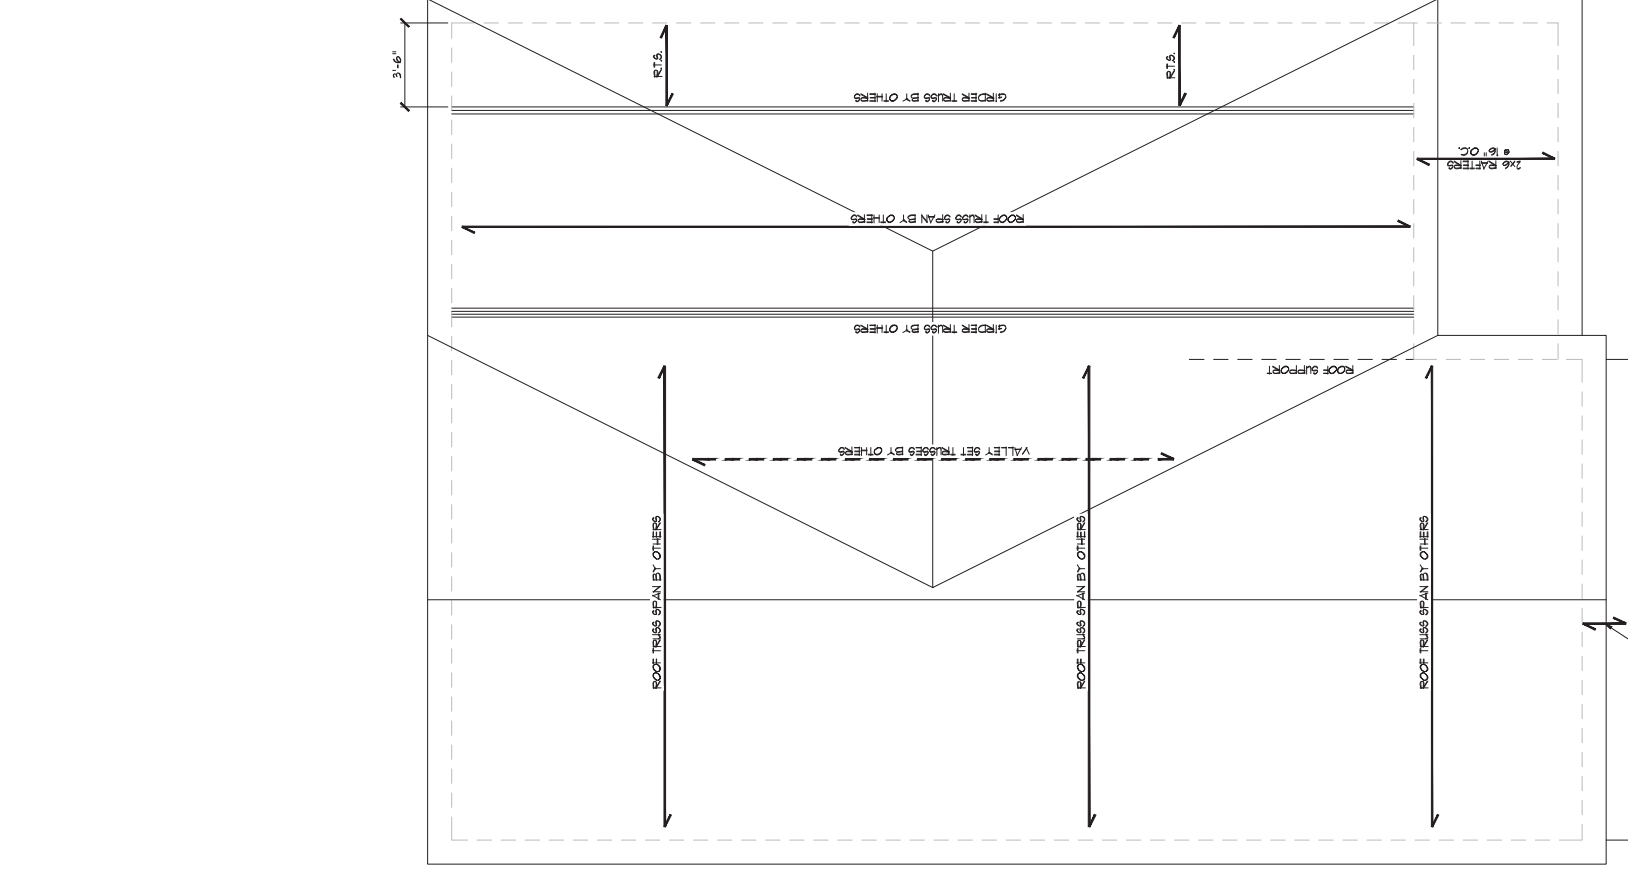 3'-6"
R.T.S.
R.T.S.
GIRDER TRUSS BY OTHERS
2x6 RAFTERS
@ 16" O.C.
ROOF TRUSS SPAN BY OTHERS
GIRDER TRUSS BY OTHERS
ROOF SUPPORT
VALLEY SET TRUSSES BY OTHERS
ROOF TRUSS SPAN BY OTHERS
ROOF TRUSS SPAN BY OTHERS
ROOF TRUSS SPAN BY OTHERS